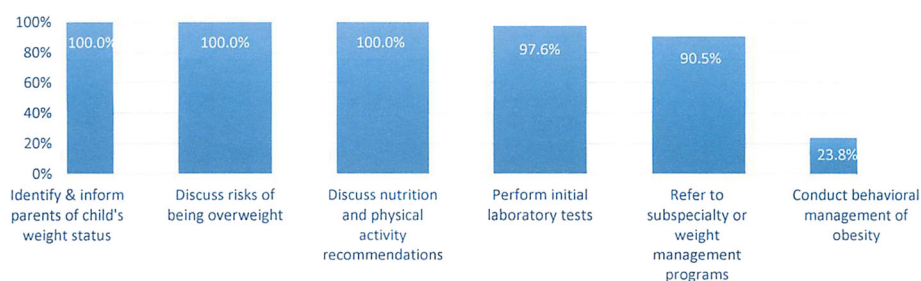 100%
80%
60%
40%
20%
0%
100.0%
100.0%
100.0%
97.6%
90.5%
23.8%
Identify & inform
parents of child's
weight status
Discuss risks of
being overweight
Discuss nutrition
and physical
activity
recommendations
Perform initial
laboratory tests
Refer to
subspecialty or
weight
management
programs
Conduct behavioral
management of
obesity